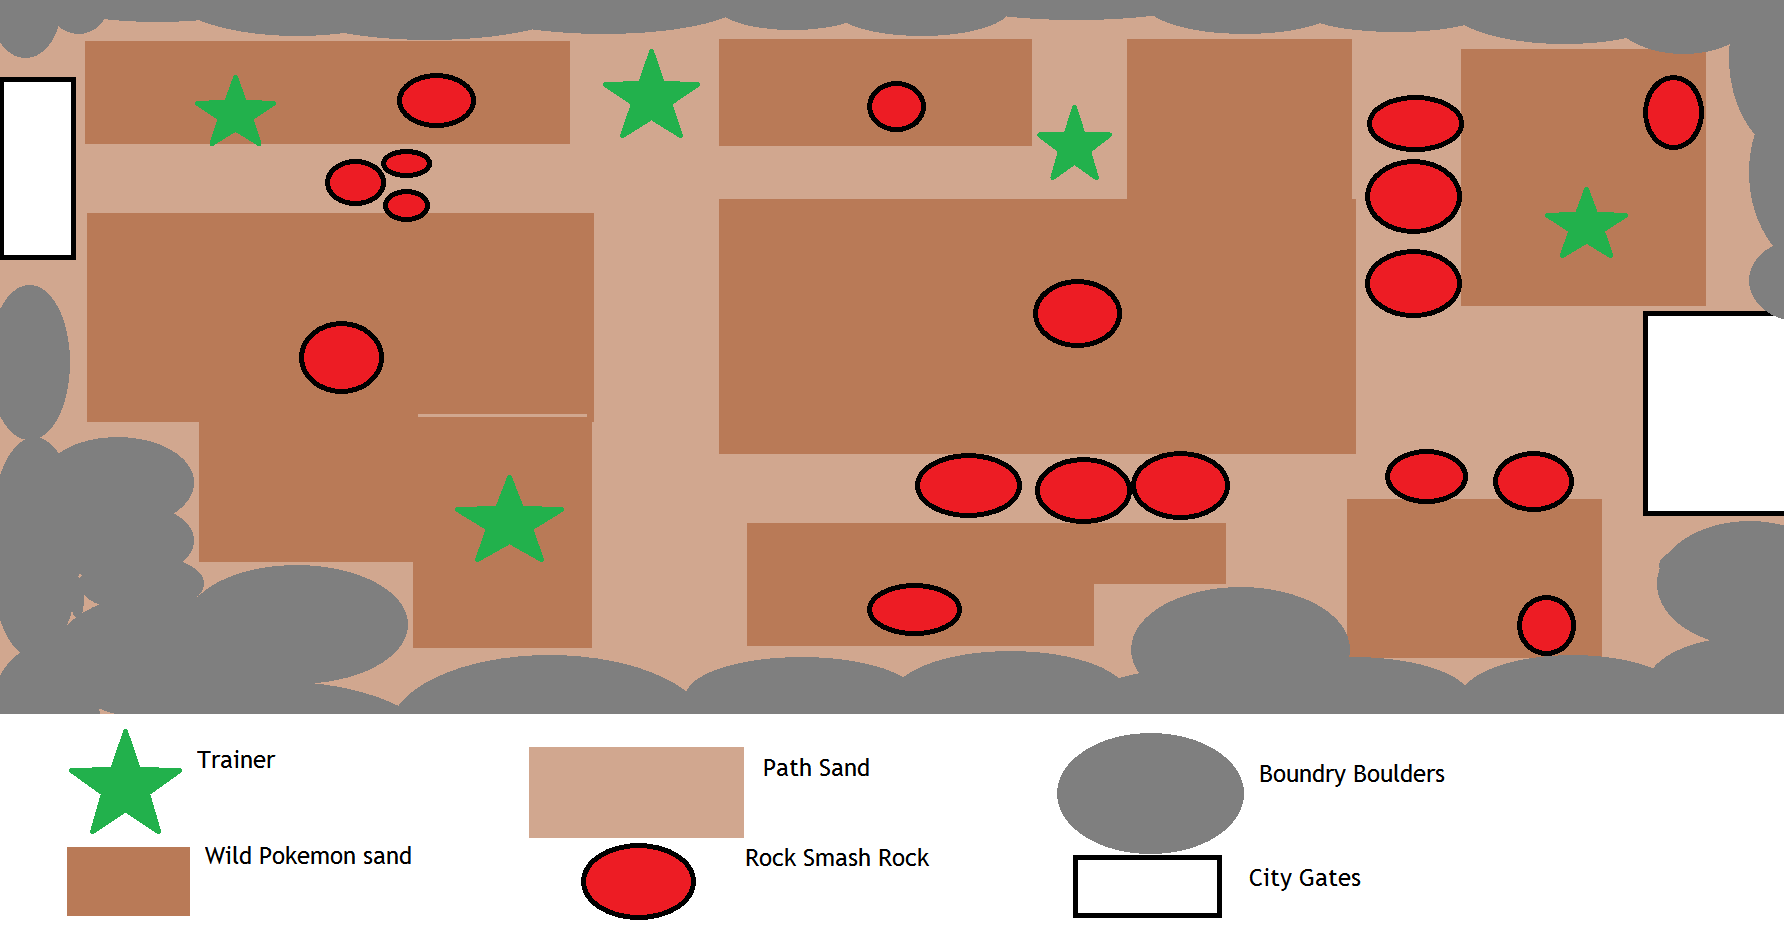 Trainer
Path Sand
Boundry Boulders
Wild Pokemon sand
Rock Smash Rock
City Gates